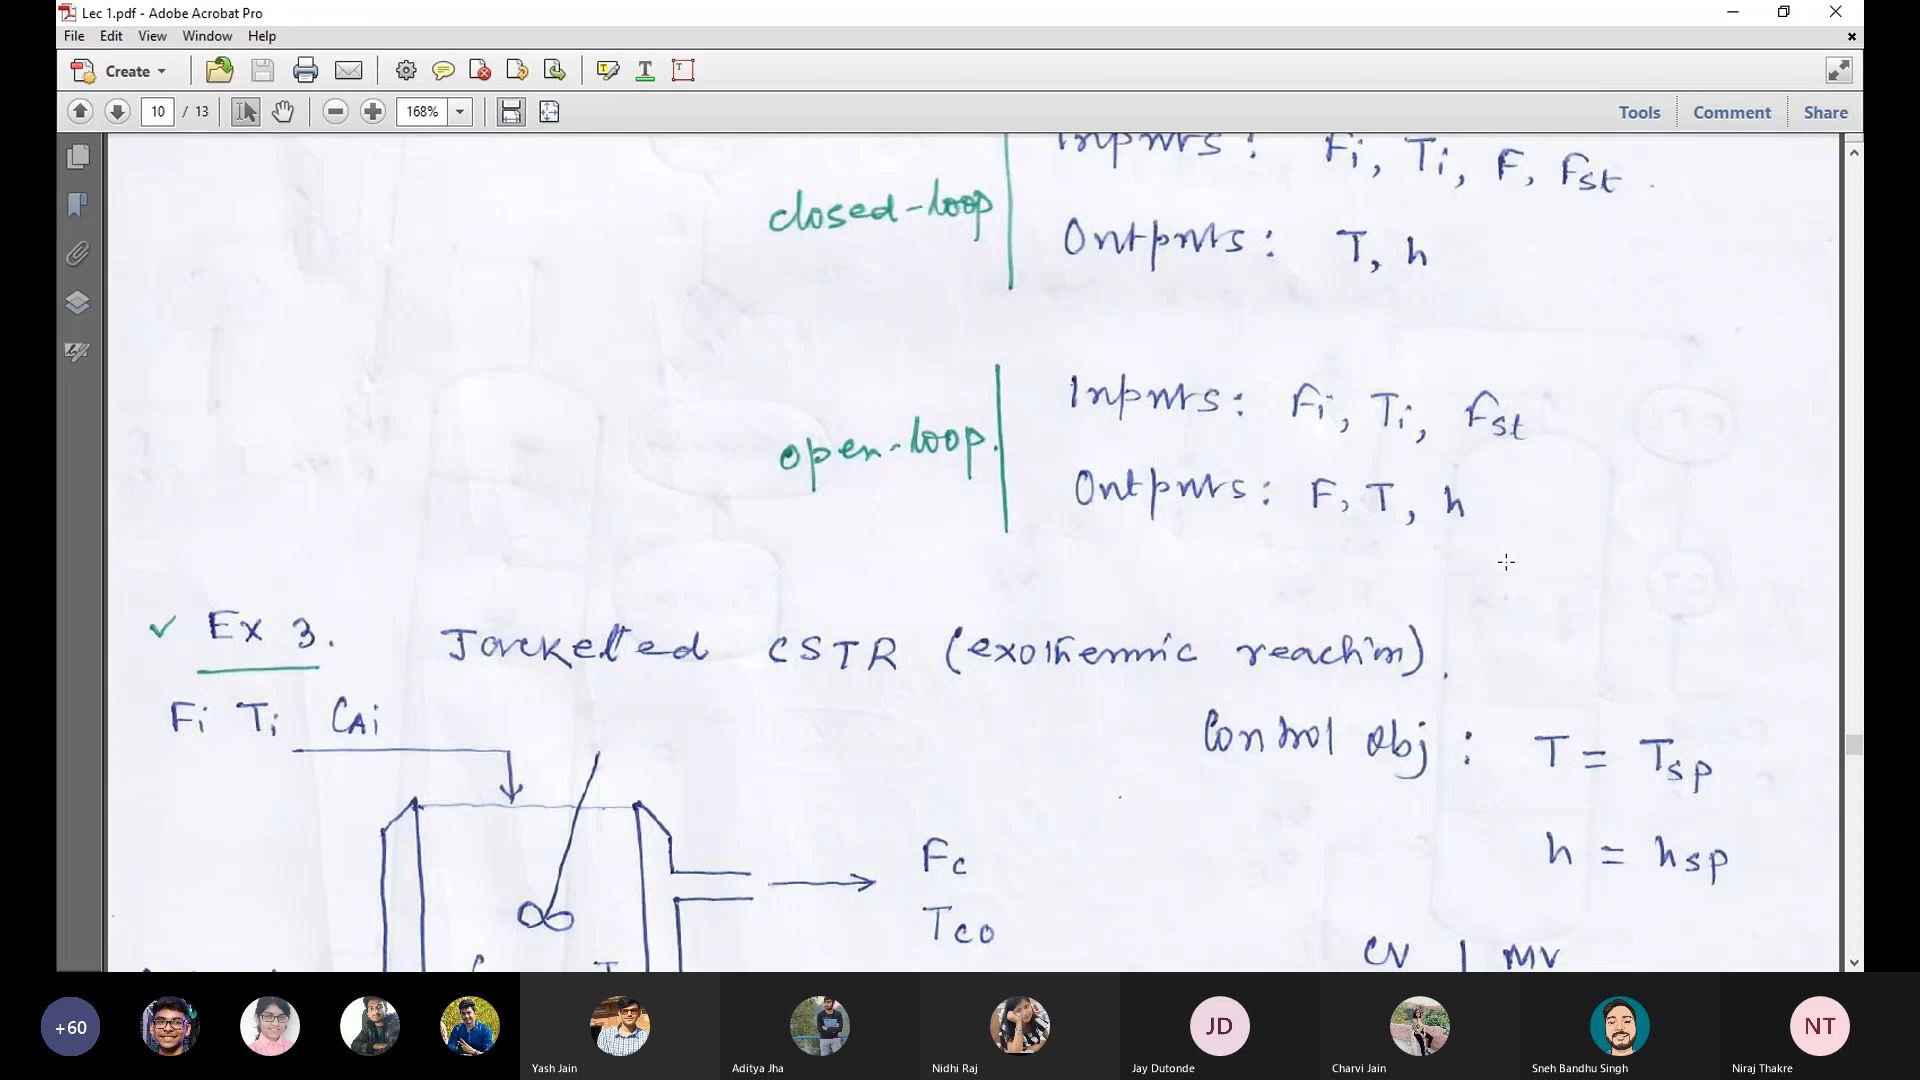 Lec 1.pdf - Adobe Acrobat Pro
File Edit View Window Help
Create
10 / 13 168% Tools Comment Share
Inputs : Fi, Ti, F, Fst .
closed-loop
Outputs : T, h
Inputs : Fi, Ti, Fst
open-loop.
Outputs : F, T, h
✓ Ex 3. Jacketed CSTR (exothermic reaction).
Fi Ti CAi
Control obj : T = Tsp
h = hsp
Fc
Tco
CV | MV
+60
JD
NT
Yash Jain Aditya Jha Nidhi Raj Jay Dutonde Charvi Jain Sneh Bandhu Singh Niraj Thakre